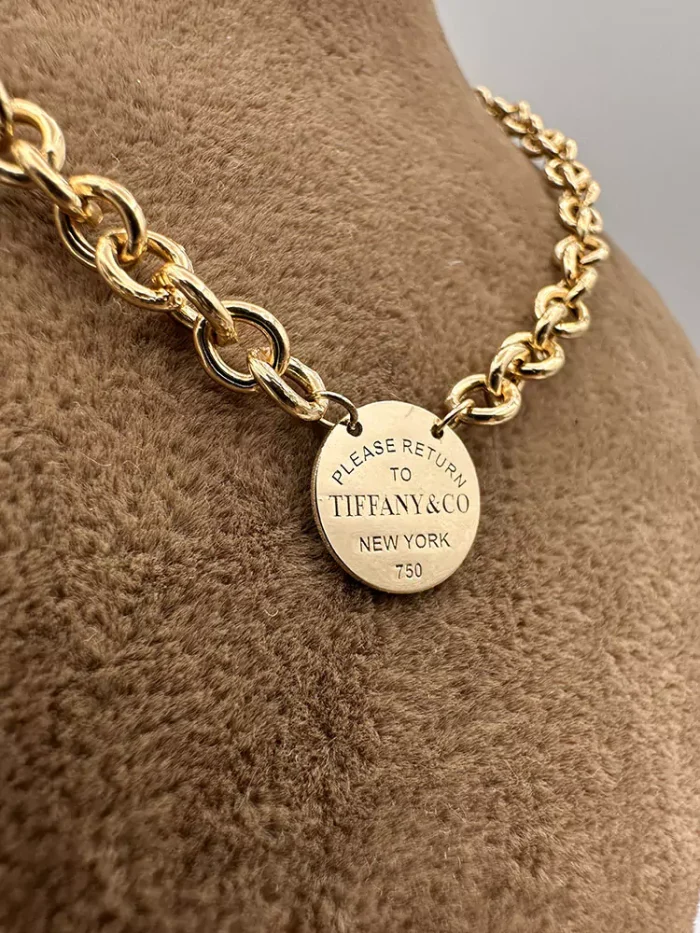 PLEASE RETURN
TO
TIFFANY&CO
NEW YORK
750